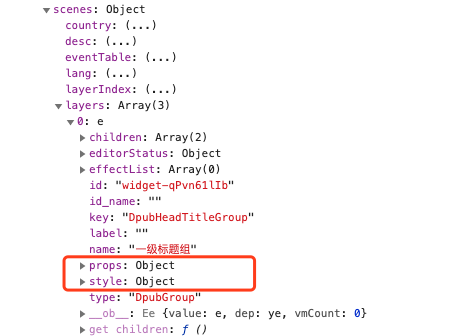 scenes: Object
country: (...)
desc: (...)
eventTable: (...)
lang: (...)
layerIndex: (...)
layers: Array(3)
0: e
children: Array(2)
editorStatus: Object
effectList: Array(0)
id: "widget-qPvn61lIb"
id_name: ""
key: "DpubHeadTitleGroup"
label: ""
name: "一级标题组"
props: Object
style: Object
type: "DpubGroup"
__ob__: Ee {value: e, dep: ye, vmCount: 0}
get children: ƒ ()